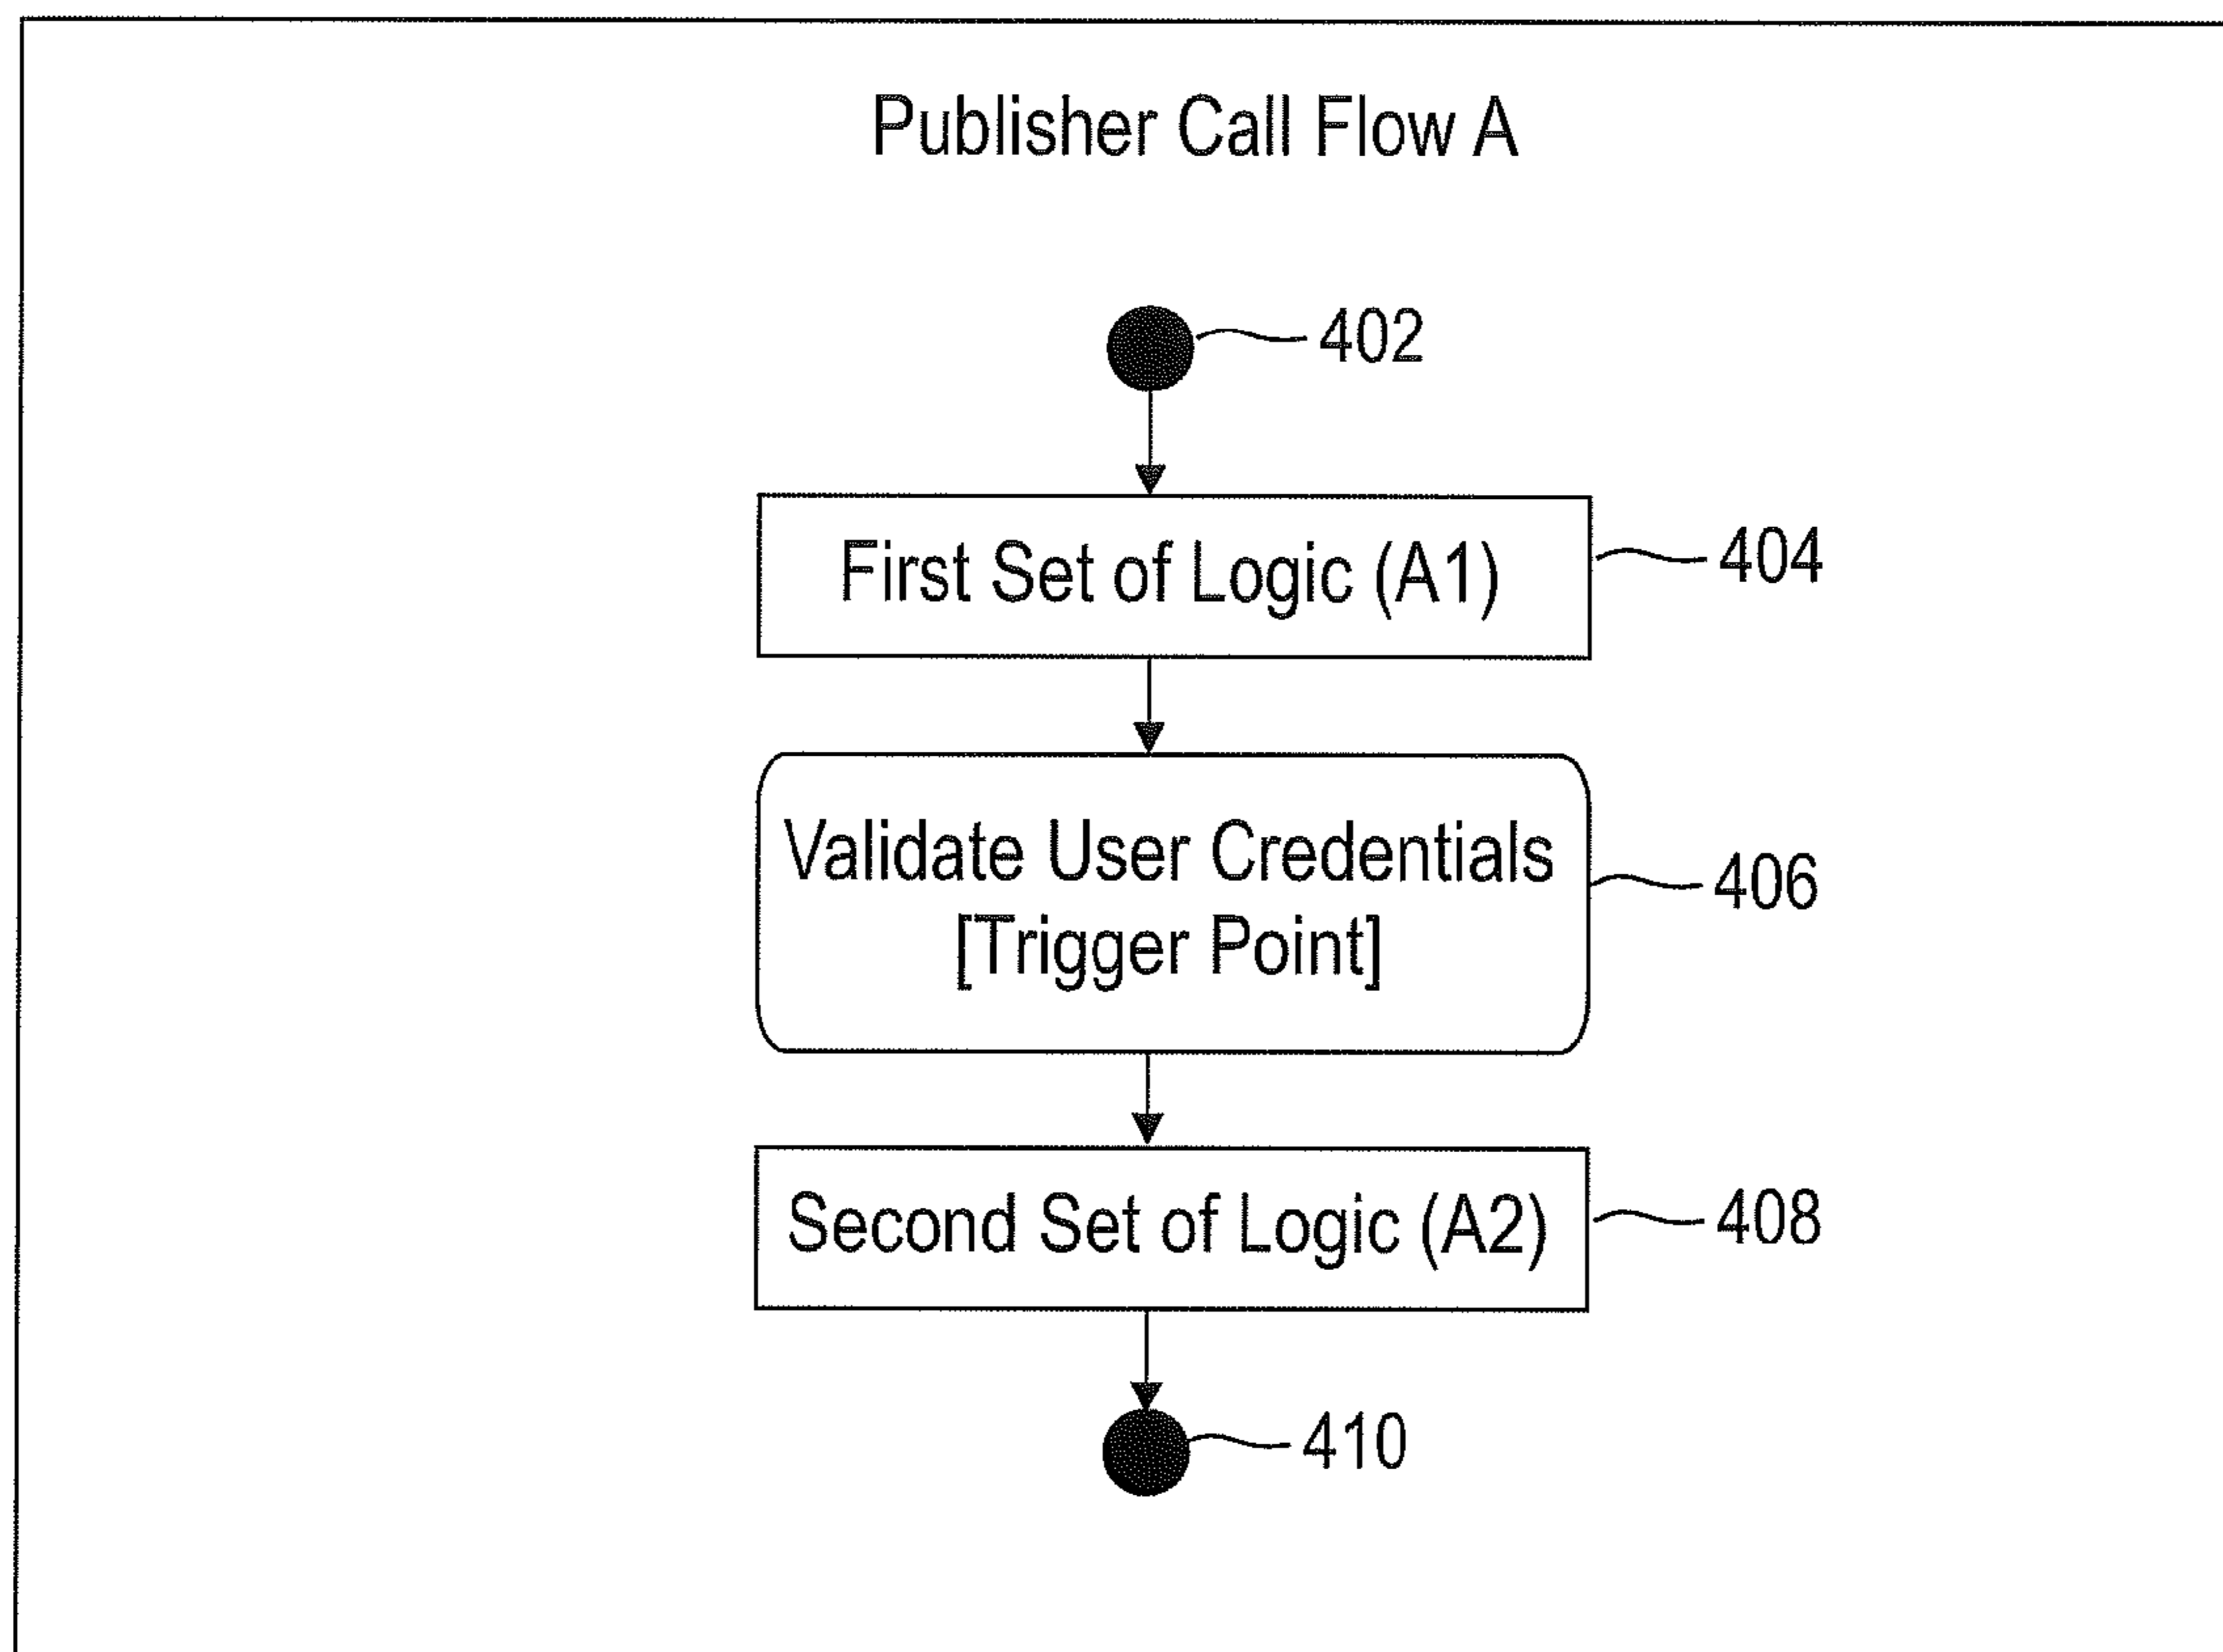 Publisher Call Flow A
402
First Set of Logic (A1)
404
Validate User Credentials
[Trigger Point]
406
Second Set of Logic (A2)
408
410